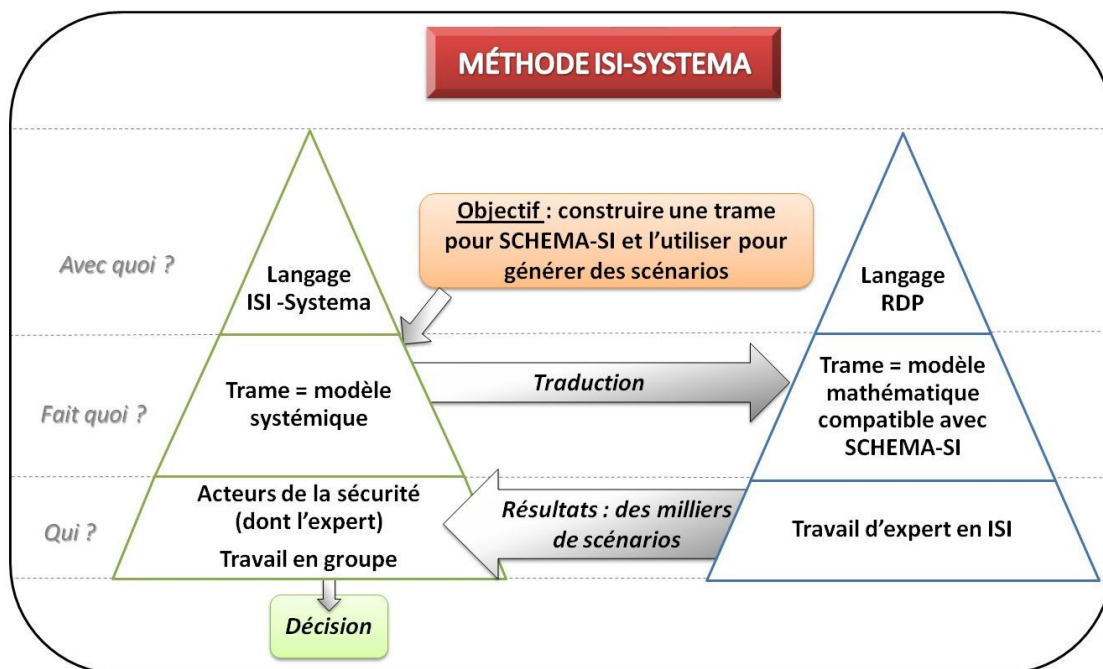 MÉTHODE ISI-SYSTEMA
Objectif : construire une trame
pour SCHEMA-SI et l'utiliser pour
générer des scénarios
Avec quoi ?
Langage
ISI -Systema
Langage
RDP
Fait quoi ?
Trame = modèle
systémique
Traduction
Trame = modèle
mathématique
compatible avec
SCHEMA-SI
Qui ?
Acteurs de la sécurité
(dont l'expert)
Travail en groupe
Résultats : des milliers
de scénarios
Travail d'expert en ISI
Décision